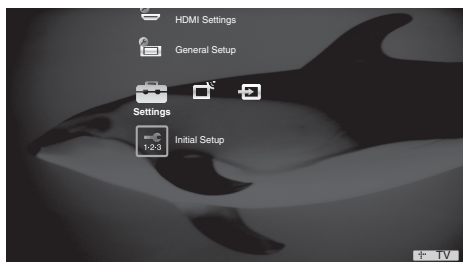 HDMI Settings
General Setup
Settings
1-2-3
Initial Setup
TV